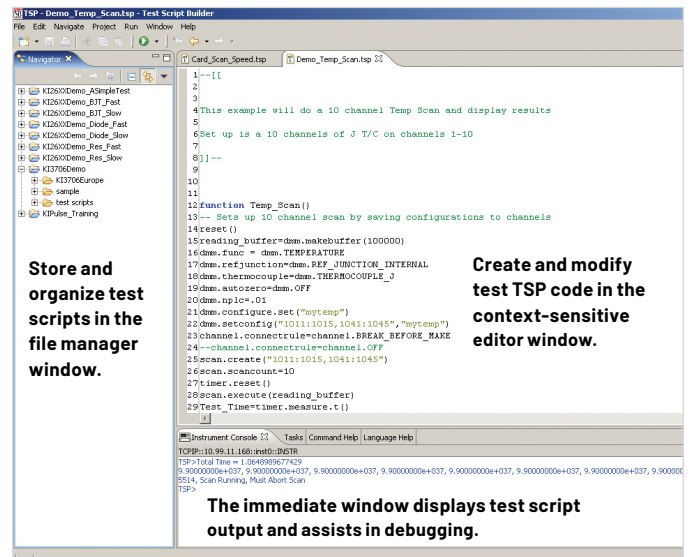 TSP - Demo_Temp_Scan.tsp - Test Script Builder
File Edit Navigate Project Run Window Help
Navigator
KI26XXDemo_ASimpleTest
KI26XXDemo_BJT_Fast
KI26XXDemo_BJT_Slow
KI26XXDemo_Diode_Fast
KI26XXDemo_Diode_Slow
KI26XXDemo_Res_Fast
KI26XXDemo_Res_Slow
KI3706Demo
KI3706Europe
sample
test scripts
KIPulse_Training
Store and
organize test
scripts in the
file manager
window.
Card_Scan_Speed.tsp Demo_Temp_Scan.tsp
1 --[[
2
3
4 This example will do a 10 channel Temp Scan and display results
5
6 Set up is a 10 channels of J T/C on channels 1-10
7
8 ]]--
9
10
11
12 function Temp_Scan()
13 -- Sets up 10 channel scan by saving configurations to channels
14 reset()
15 reading_buffer=dmm.makebuffer(100000)
16 dmm.func = dmm.TEMPERATURE
17 dmm.refjunction=dmm.REF_JUNCTION_INTERNAL
18 dmm.thermocouple=dmm.THERMOCOUPLE_J
19 dmm.autozero=dmm.OFF
20 dmm.nplc=.01
21 dmm.configure.set("mytemp")
22 dmm.setconfig("1011:1015,1041:1045","mytemp")
23 channel.connectrule=channel.BREAK_BEFORE_MAKE
24 --channel.connectrule=channel.OFF
25 scan.create("1011:1015,1041:1045")
26 scan.scancount=10
27 timer.reset()
28 scan.execute(reading_buffer)
29 Test_Time=timer.measure.t()
Create and modify
test TSP code in the
context-sensitive
editor window.
Instrument Console Tasks Command Help Language Help
TCPIP::10.99.11.168::inst0::INSTR
TSP>Total Time = 1.0648989677429
9.90000000e+037, 9.90000000e+037, 9.90000000e+037, 9.90000000e+037, 9.90000000e+037, 9.90000000e+037, 9.90000000e+037, 9.900000
5514, Scan Running, Must Abort Scan
TSP>
The immediate window displays test script
output and assists in debugging.